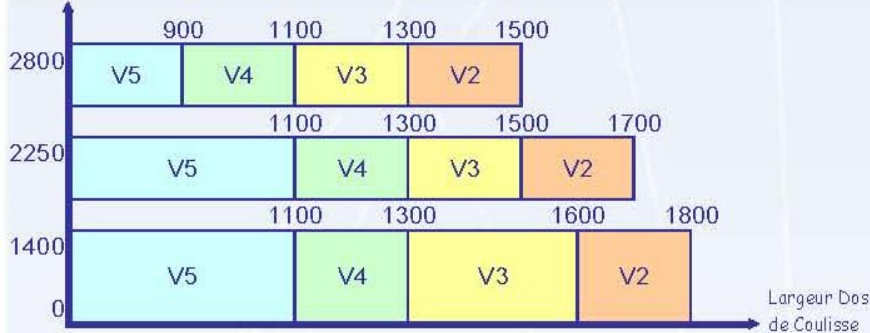 900 1100 1300 1500
2800 V5 V4 V3 V2
1100 1300 1500 1700
2250 V5 V4 V3 V2
1100 1300 1600 1800
1400
V5 V4 V3 V2
0
Largeur Dos
de Coulisse